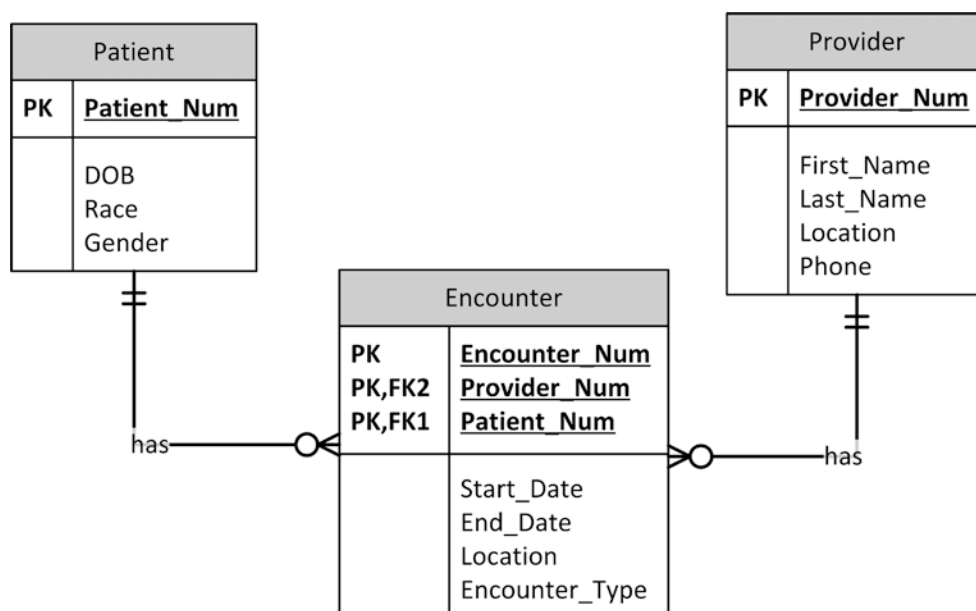 Patient
PK Patient_Num
DOB
Race
Gender
Provider
PK Provider_Num
First_Name
Last_Name
Location
Phone
has
has
Encounter
PK Encounter_Num
PK,FK2 Provider_Num
PK,FK1 Patient_Num
Start_Date
End_Date
Location
Encounter_Type